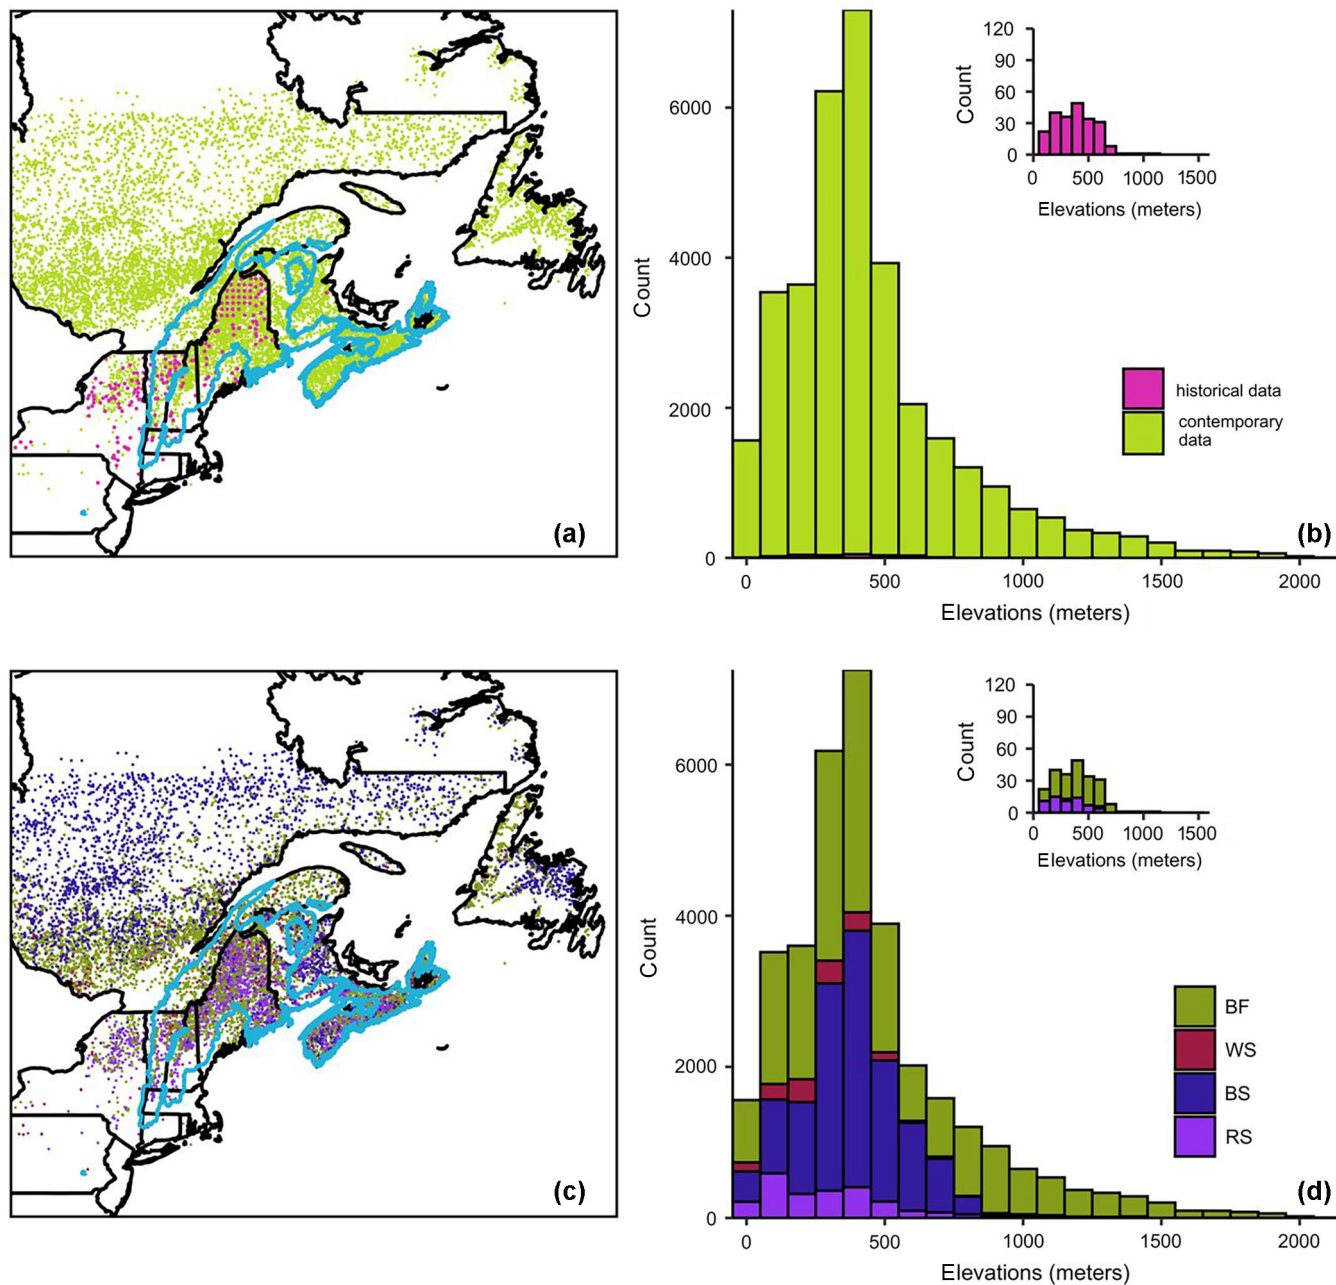 (a)
6000
4000
2000
0
Count
0
500
1000
1500
2000
Elevations (meters)
120
90
60
30
0
Count
0
500
1000
1500
Elevations (meters)
historical data
contemporary
data
(b)
(c)
6000
4000
2000
0
Count
0
500
1000
1500
2000
Elevations (meters)
120
90
60
30
0
Count
0
500
1000
1500
Elevations (meters)
BF
WS
BS
RS
(d)